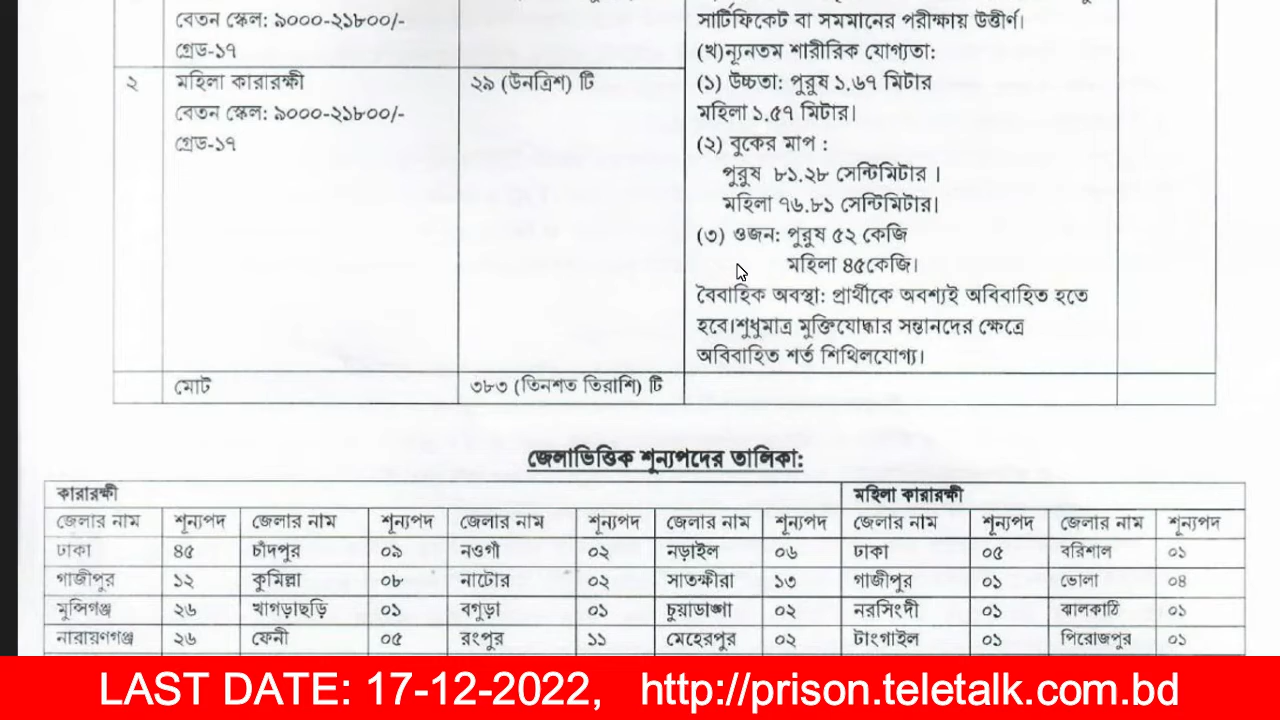 বেতন স্কেল: ৯০০০-২১৮০০/-
গ্রেড-১৭
সার্টিফিকেট বা সমমানের পরীক্ষায় উত্তীর্ণ।
(খ)ন্যূনতম শারীরিক যোগ্যতা:
২ মহিলা কারারক্ষী ২৯ (উনত্রিশ) টি
বেতন স্কেল: ৯০০০-২১৮০০/-
গ্রেড-১৭
(১) উচ্চতা: পুরুষ ১.৬৭ মিটার
মহিলা ১.৫৭ মিটার।
(২) বুকের মাপ :
পুরুষ ৮১.২৮ সেন্টিমিটার ।
মহিলা ৭৬.৮১ সেন্টিমিটার।
(৩) ওজন: পুরুষ ৫২ কেজি
মহিলা ৪৫কেজি।
বৈবাহিক অবস্থা: প্রার্থীকে অবশ্যই অবিবাহিত হতে
হবে।শুধুমাত্র মুক্তিযোদ্ধার সন্তানদের ক্ষেত্রে
অবিবাহিত শর্ত শিথিলযোগ্য।
মোট ৩৮৩ (তিনশত তিরাশি) টি
জেলাভিত্তিক শূন্যপদের তালিকা:
কারারক্ষী মহিলা কারারক্ষী
জেলার নাম শূন্যপদ জেলার নাম শূন্যপদ জেলার নাম শূন্যপদ জেলার নাম শূন্যপদ জেলার নাম শূন্যপদ জেলার নাম শূন্যপদ
ঢাকা ৪৫ চাঁদপুর ০৯ নওগাঁ ০২ নড়াইল ০৬ ঢাকা ০৫ বরিশাল ০১
গাজীপুর ১২ কুমিল্লা ০৮ নাটোর ০২ সাতক্ষীরা ১৩ গাজীপুর ০১ ভোলা ০৪
মুন্সিগঞ্জ ২৬ খাগড়াছড়ি ০১ বগুড়া ০১ চুয়াডাঙ্গা ০২ নরসিংদী ০১ ঝালকাঠি ০১
নারায়ণগঞ্জ ২৬ ফেনী ০৫ রংপুর ১১ মেহেরপুর ০২ টাংগাইল ০১ পিরোজপুর ০১
LAST DATE: 17-12-2022, http://prison.teletalk.com.bd